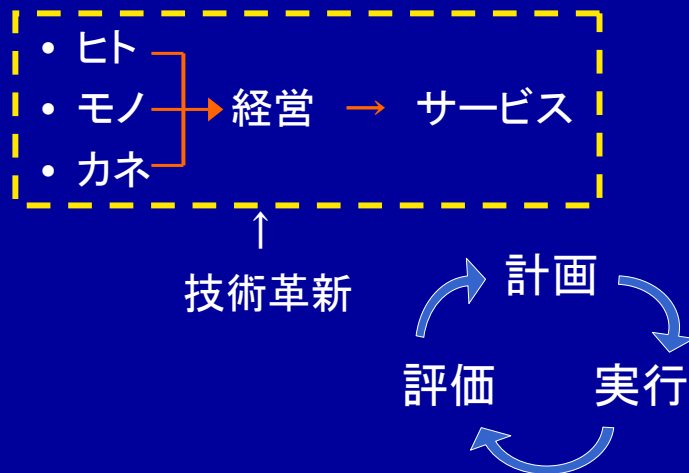 • ヒト
• モノ
• カネ
経営 → サービス
↑
技術革新
計画
評価
実行